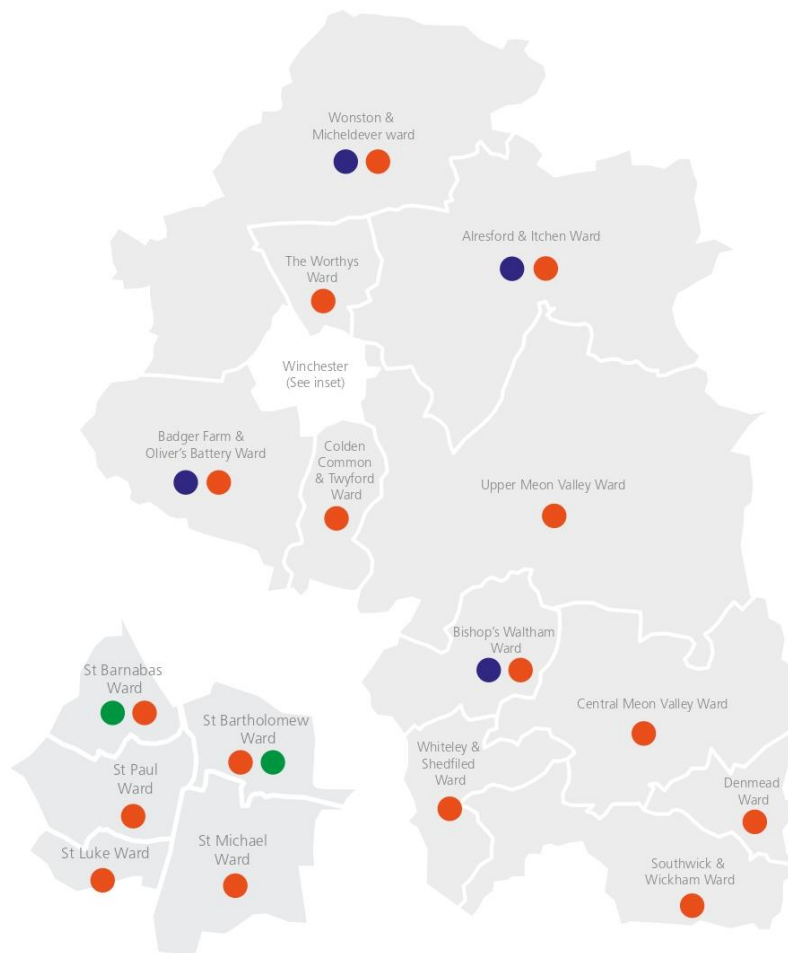 Wonston &
Micheldever ward
Alresford & Itchen Ward
The Worthys
Ward
Winchester
(See inset)
Badger Farm &
Oliver's Battery Ward
Colden
Common
& Twyford
Ward
Upper Meon Valley Ward
Bishop's Waltham
Ward
St Barnabas
Ward
St Bartholomew
Ward
Central Meon Valley Ward
Whiteley &
Shedfiled
Ward
St Paul
Ward
Denmead
Ward
St Luke Ward
St Michael
Ward
Southwick &
Wickham Ward